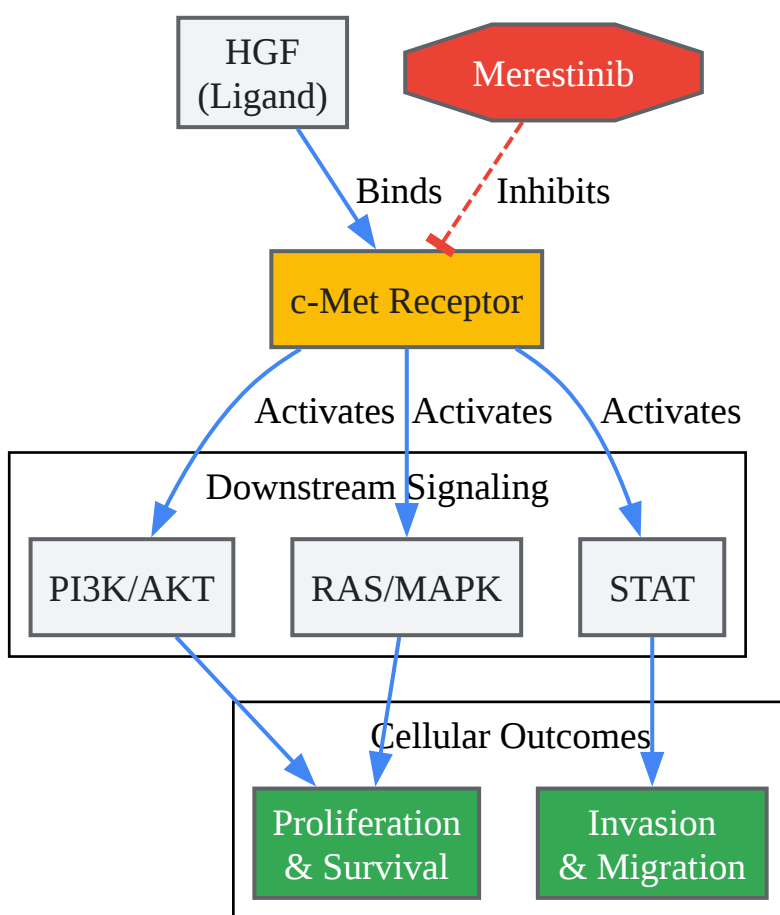 HGF
(Ligand)
Merestinib
Binds
Inhibits
c-Met Receptor
Activates
Activates
Activates
Downstream Signaling
PI3K/AKT
RAS/MAPK
STAT
Cellular Outcomes
Proliferation
& Survival
Invasion
& Migration